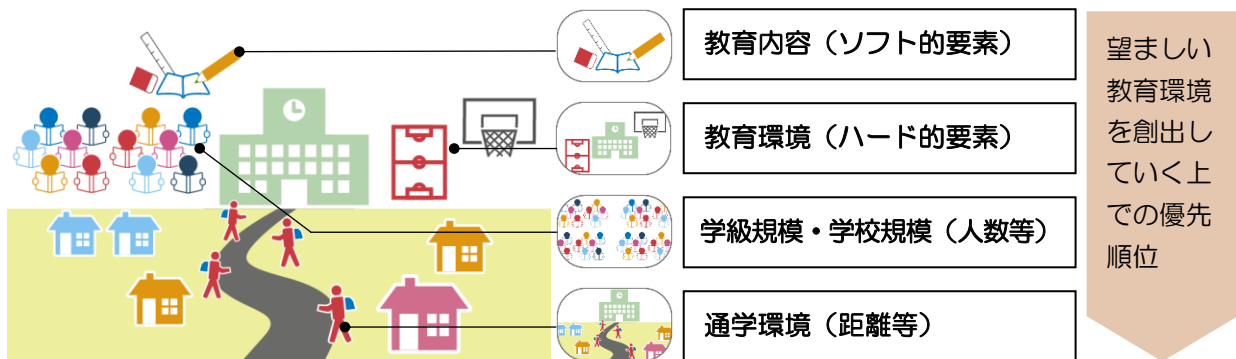 教育内容（ソフト的要素）
教育環境（ハード的要素）
学級規模・学校規模（人数等）
通学環境（距離等）
望ましい
教育環境
を創出し
ていく上
での優先
順位